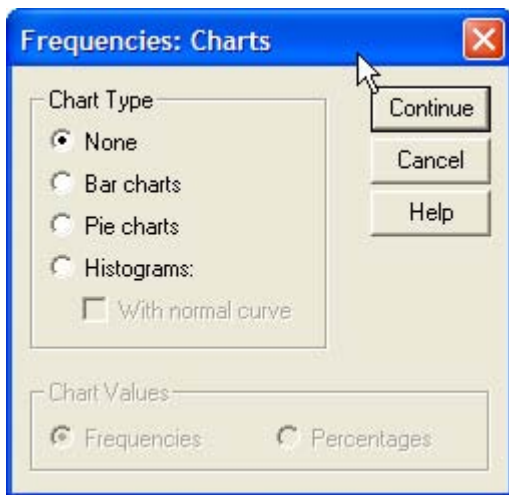 Frequencies: Charts
Chart Type
None
Bar charts
Pie charts
Histograms:
With normal curve
Continue
Cancel
Help
Chart Values
Frequencies
Percentages